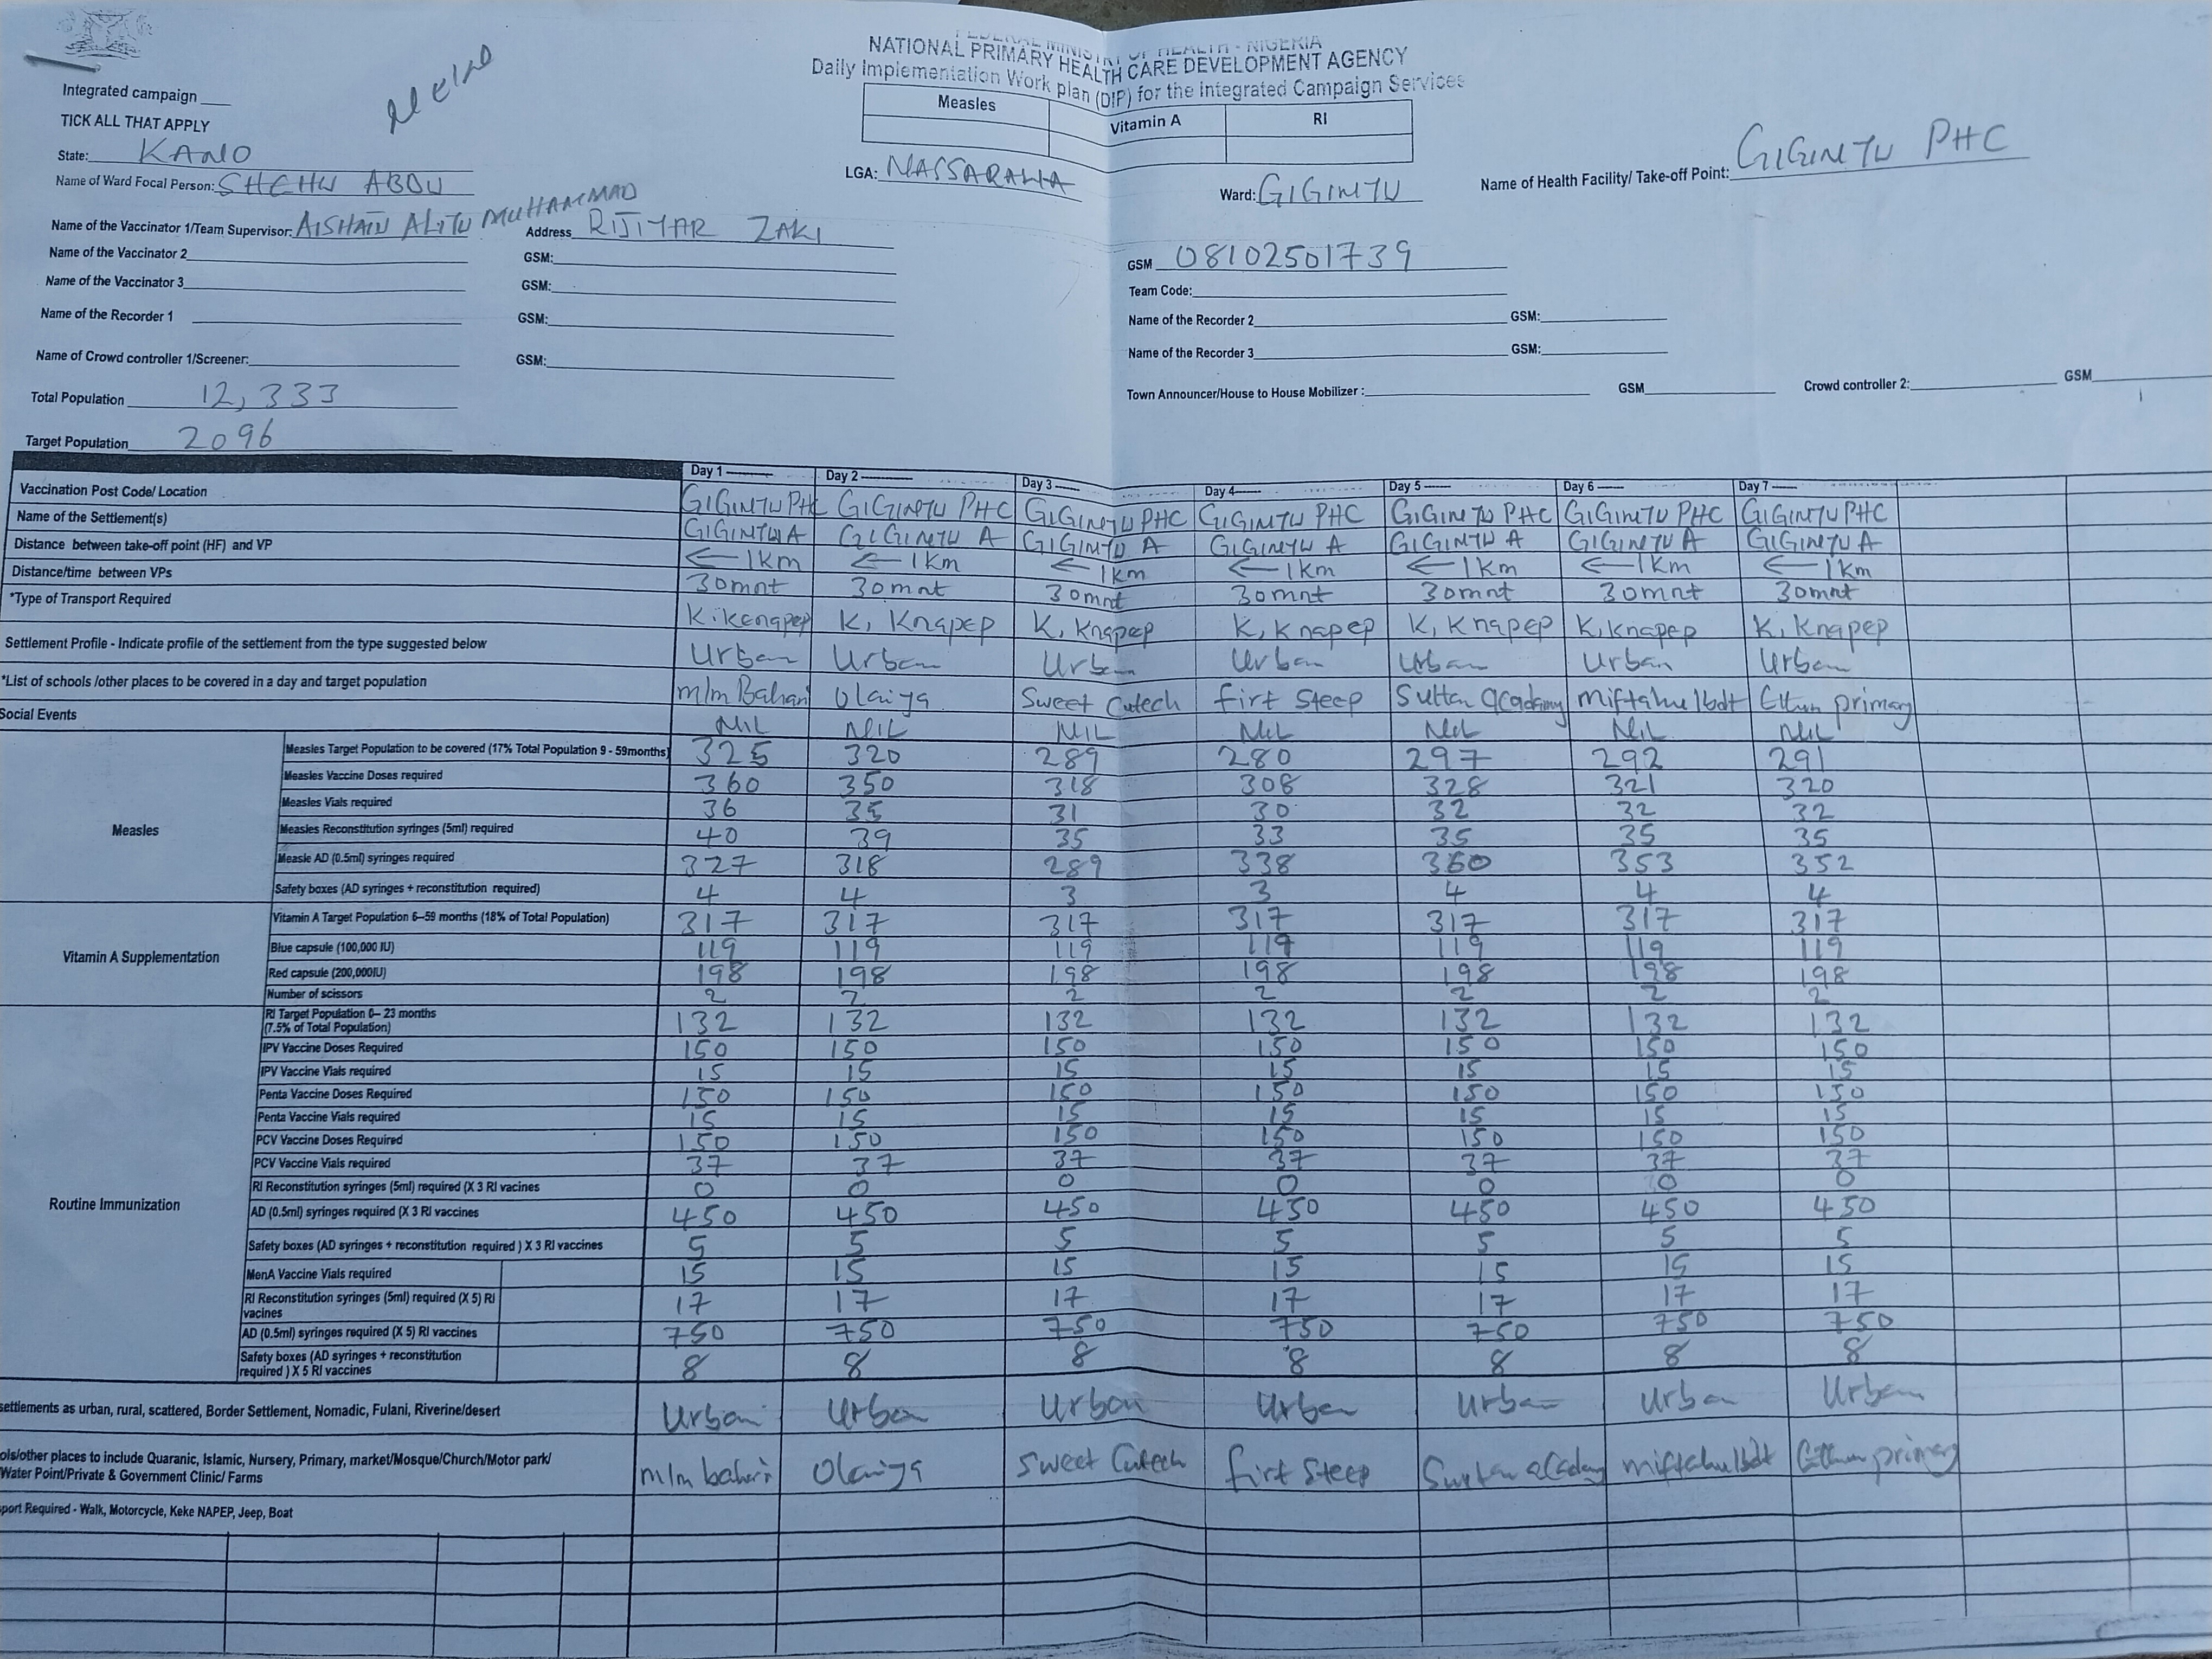 FEDERAL MINISTRY OF HEALTH - NIGERIA
NATIONAL PRIMARY HEALTH CARE DEVELOPMENT AGENCY
Daily Implementation Work plan (DIP) for the Integrated Campaign Services
Integrated campaign
TICK ALL THAT APPLY
Measles Vitamin A RI
State: KANO LGA: NASSARAWA Ward: GIGINYU Name of Health Facility/ Take-off Point: GIGINYU PHC
Name of Ward Focal Person: SHEHU ABDU
Name of the Vaccinator 1/Team Supervisor: AISHATU ALIYU MUHAMMAD Address RIJIYAR ZAKI GSM 08102501739
Name of the Vaccinator 2 GSM: Team Code:
Name of the Vaccinator 3 GSM: Name of the Recorder 2 GSM:
Name of the Recorder 1 GSM: Name of the Recorder 3 GSM:
Name of Crowd controller 1/Screener: GSM: Town Announcer/House to House Mobilizer: GSM Crowd controller 2: GSM
Total Population 12,333
Target Population 2096
Day 1 Day 2 Day 3 Day 4 Day 5 Day 6 Day 7
Vaccination Post Code/ Location GIGINYU PHC GIGINYU PHC GIGINYU PHC GIGINYU PHC GIGINYU PHC GIGINYU PHC GIGINYU PHC
Name of the Settlement(s) GIGINYU A GIGINYU A GIGINYU A GIGINYU A GIGINYU A GIGINYU A GIGINYU A
Distance between take-off point (HF) and VP ←1km ←1km ←1km ←1km ←1km ←1km ←1km
Distance/time between VPs 30mnt 30mnt 30mnt 30mnt 30mnt 30mnt 30mnt
*Type of Transport Required K, Knapep K, Knapep K, Knapep K, Knapep K, Knapep K, Knapep
Settlement Profile - Indicate profile of the settlement from the type suggested below Urban Urban Urban Urban Urban Urban Urban
*List of schools /other places to be covered in a day and target population m/m Bahari Olaiya Sweet Cutech firt Steep Sultan academy primary
Social Events Nil Nil Nil Nil Nil Nil Nil
Measles
Measles Target Population to be covered (17% Total Population 9 - 59months) 325 320 289 280 297 292 291
Measles Vaccine Doses required 360 350 318 308 328 321 320
Measles Vials required 36 35 31 30 32 32 32
Measles Reconstitution syringes (5ml) required 40 39 35 33 35 35 35
Measle AD (0.5ml) syringes required 327 318 289 338 360 353 352
Safety boxes (AD syringes + reconstitution required) 4 4 3 3 4 4 4
Vitamin A Supplementation
Vitamin A Target Population 6–59 months (18% of Total Population) 317 317 317 317 317 317 317
Blue capsule (100,000 IU) 119 119 119 119 119 119 119
Red capsule (200,000IU) 198 198 198 198 198 198 198
Number of scissors 2 2 2 2 2 2 2
Routine Immunization
RI Target Population 6– 23 months (7.5% of Total Population) 132 132 132 132 132 132 132
IPV Vaccine Doses Required 150 150 150 150 150 150 150
IPV Vaccine Vials required 15 15 15 15 15 15 15
Penta Vaccine Doses Required 150 150 150 150 150 150 150
Penta Vaccine Vials required 15 15 15 15 15 15 15
PCV Vaccine Doses Required 150 150 150 150 150 150 150
PCV Vaccine Vials required 37 37 37 37 37 37 37
RI Reconstitution syringes (5ml) required (X 3 RI vacines 0 0 0 0 0 0 0
AD (0.5ml) syringes required (X 3 RI vaccines 450 450 450 450 450 450 450
Safety boxes (AD syringes + reconstitution required ) X 3 RI vaccines 5 5 5 5 5 5 5
MenA Vaccine Vials required 15 15 15 15 15 15 15
RI Reconstitution syringes (5ml) required (X 5) RI vaccines 17 17 17 17 17 17 17
AD (0.5ml) syringes required (X 5) RI vaccines 750 750 750 750 750 750 750
Safety boxes (AD syringes + reconstitution required ) X 5 RI vaccines 8 8 8 8 8 8 8
settlements as urban, rural, scattered, Border Settlement, Nomadic, Fulani, Riverine/desert Urban Urban Urban Urban Urban Urban Urban
ols/other places to include Quaranic, Islamic, Nursery, Primary, market/Mosque/Church/Motor park/ Water Point/Private & Government Clinic/ Farms m/m bahari Olaiya Sweet Cutech firt Steep Sultan academy primary
port Required - Walk, Motorcycle, Keke NAPEP, Jeep, Boat